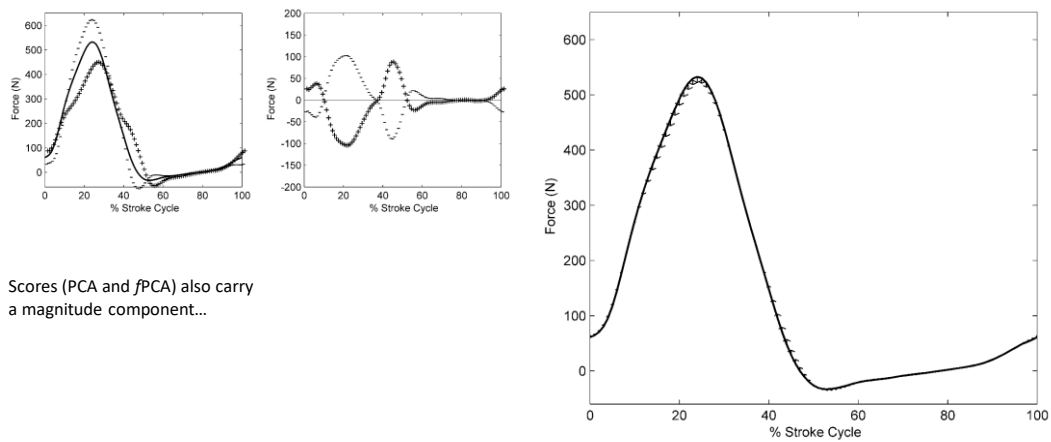 600
500
400
300
200
100
0
Force (N)
0 20 40 60 80 100
% Stroke Cycle
200
150
100
50
0
-50
-100
-150
-200
Force (N)
0 20 40 60 80 100
% Stroke Cycle
600
500
400
300
200
100
0
Force (N)
0 20 40 60 80 100
% Stroke Cycle
Scores (PCA and fPCA) also carry
a magnitude component…